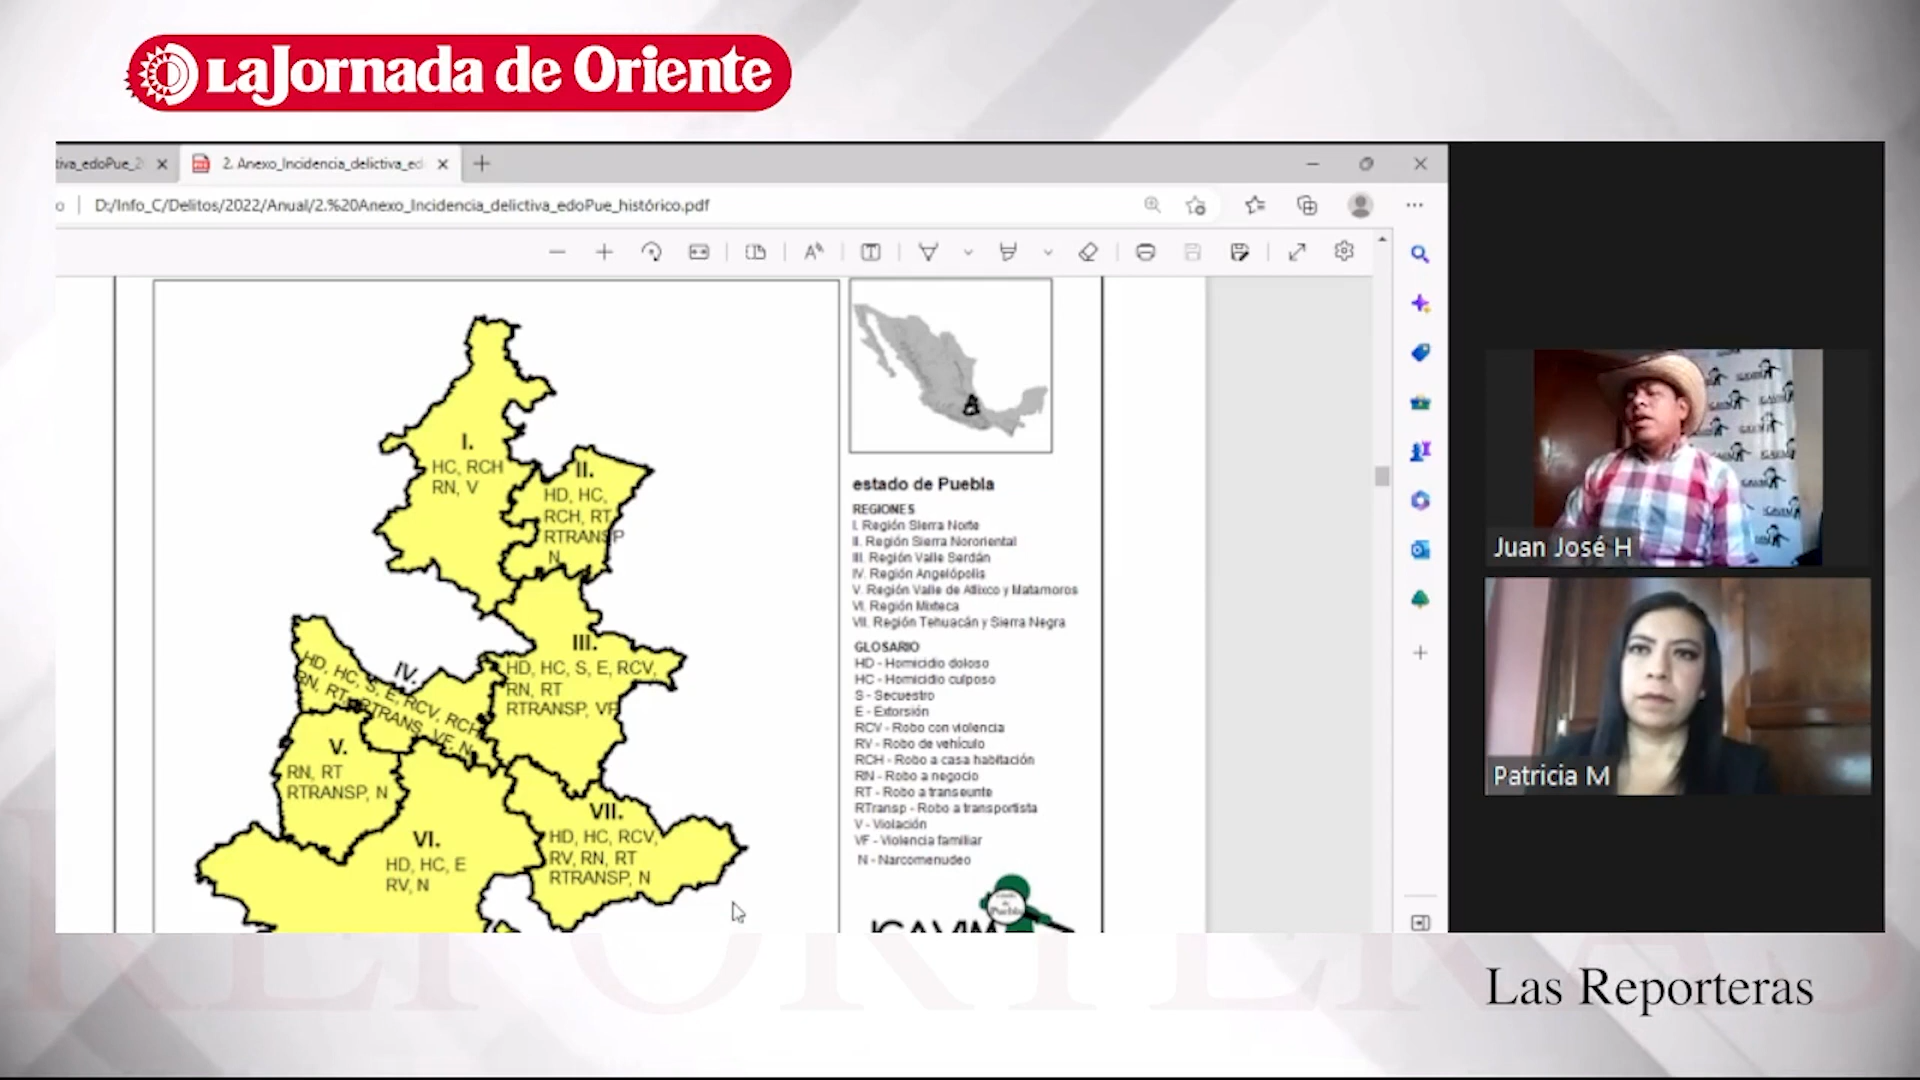 La Jornada de Oriente
tiva_edoPue_2
2. Anexo_Incidencia_delictiva_ed
D:/Info_C/Delitos/2022/Anual/2.%20Anexo_Incidencia_delictiva_edoPue_histórico.pdf
I.
HC, RCH
RN, V
II.
HD, HC,
RCH, RT
RTRANSP
N
III.
HD, HC, S, E, RCV,
RN, RT
RTRANSP, VF
IV.
HD, HC, S, E, RCV, RCH
RN, RT, RTRANS, VF, N
V.
RN, RT
RTRANSP, N
VI.
HD, HC, E
RV, N
VII.
HD, HC, RCV,
RV, RN, RT
RTRANSP, N
estado de Puebla
REGIONES
I. Región Sierra Norte
II. Región Sierra Nororiental
III. Región Valle Serdán
IV. Región Angelópolis
V. Región Valle de Atlixco y Matamoros
VI. Región Mixteca
VII. Región Tehuacán y Sierra Negra
GLOSARIO
HD - Homicidio doloso
HC - Homicidio culposo
S - Secuestro
E - Extorsión
RCV - Robo con violencia
RV - Robo de vehículo
RCH - Robo a casa habitación
RN - Robo a negocio
RT - Robo a transeunte
RTransp - Robo a transportista
V - Violación
VF - Violencia familiar
N - Narcomenudeo
Puebla
IGAVIM
Juan José H
Patricia M
REPORTERAS
Las Reporteras